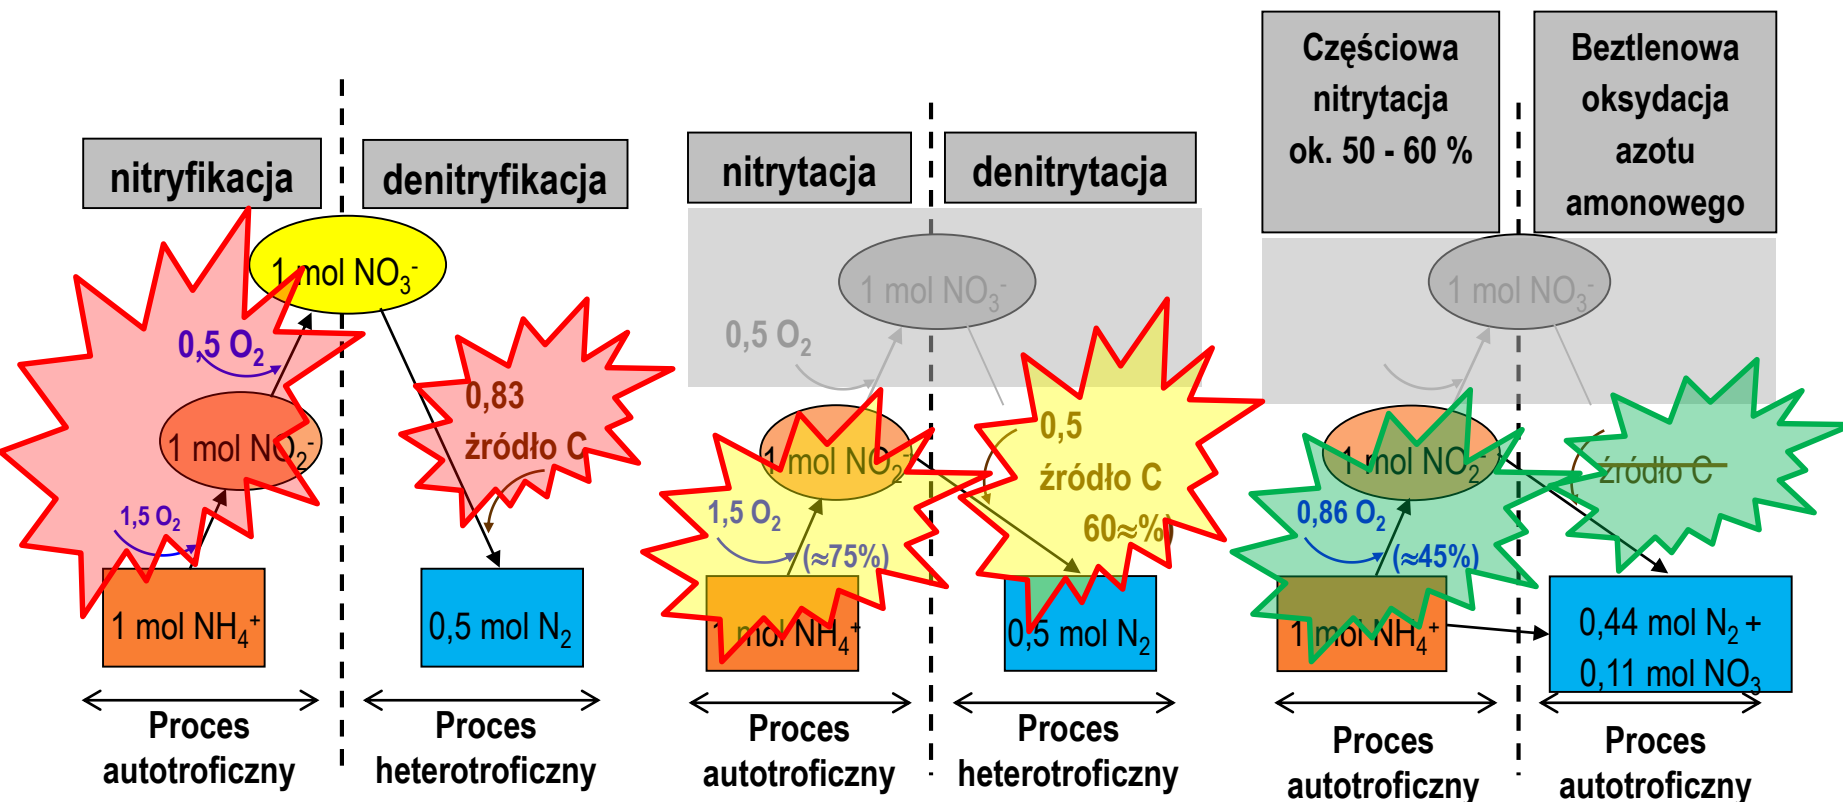 nitryfikacja
denitryfikacja
1 mol NO₃⁻
0,5 O₂
0,83
żródło C
1 mol NO₂⁻
1,5 O₂
1 mol NH₄⁺
0,5 mol N₂
Proces
autotroficzny
Proces
heterotroficzny
nitrytacja
denitrytacja
1 mol NO₃⁻
0,5 O₂
0,5
źródło C
60≈%)
1 mol NO₂⁻
1,5 O₂
(≈75%)
1 mol NH₄⁺
0,5 mol N₂
Proces
autotroficzny
Proces
heterotroficzny
Częściowa
nitrytacja
ok. 50 - 60 %
Beztlenowa
oksydacja
azotu
amonowego
1 mol NO₃⁻
1 mol NO₂⁻
źródło C
0,86 O₂
(≈45%)
1 mol NH₄⁺
0,44 mol N₂ +
0,11 mol NO₃
Proces
autotroficzny
Proces
autotroficzny